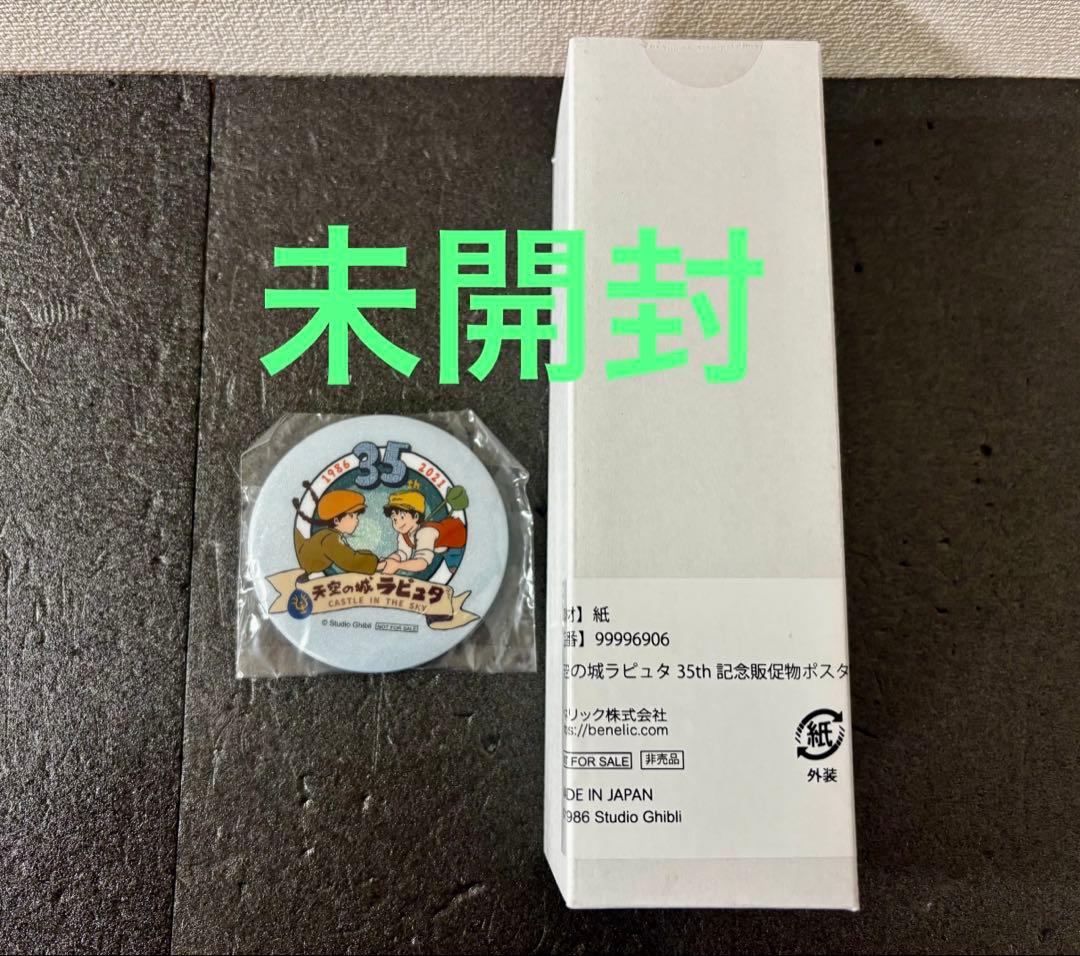 未開封
1986 35th 2021
天空の城ラピュタ
CASTLE IN THE SKY
© Studio Ghibli NOT FOR SALE
材】紙
番】99996906
空の城ラピュタ 35th 記念販促物ポスタ
リック株式会社
s://benelic.com
FOR SALE 非売品
DE IN JAPAN
986 Studio Ghibli
紙
外装